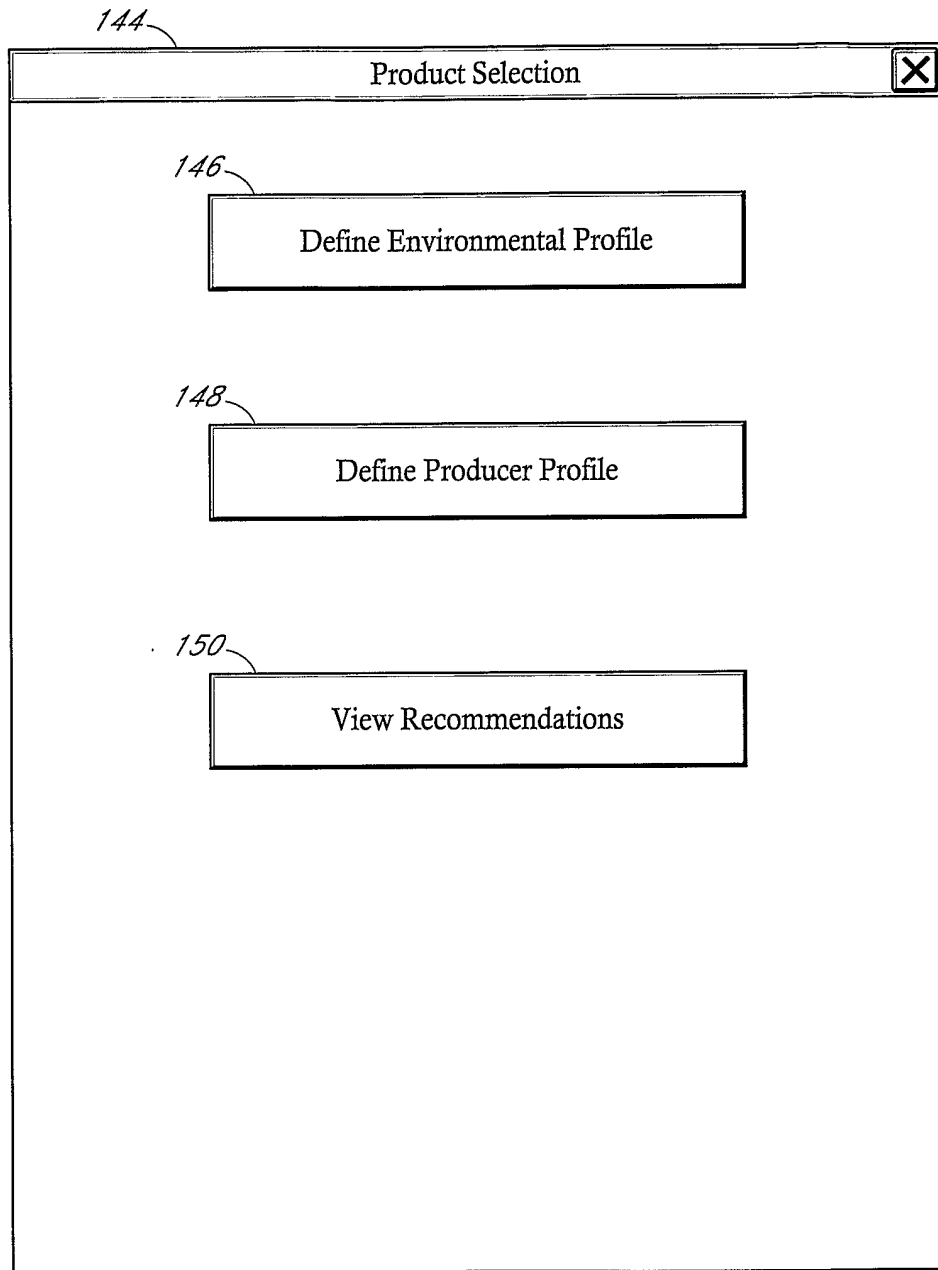 144
Product Selection
146
Define Environmental Profile
148
Define Producer Profile
150
View Recommendations